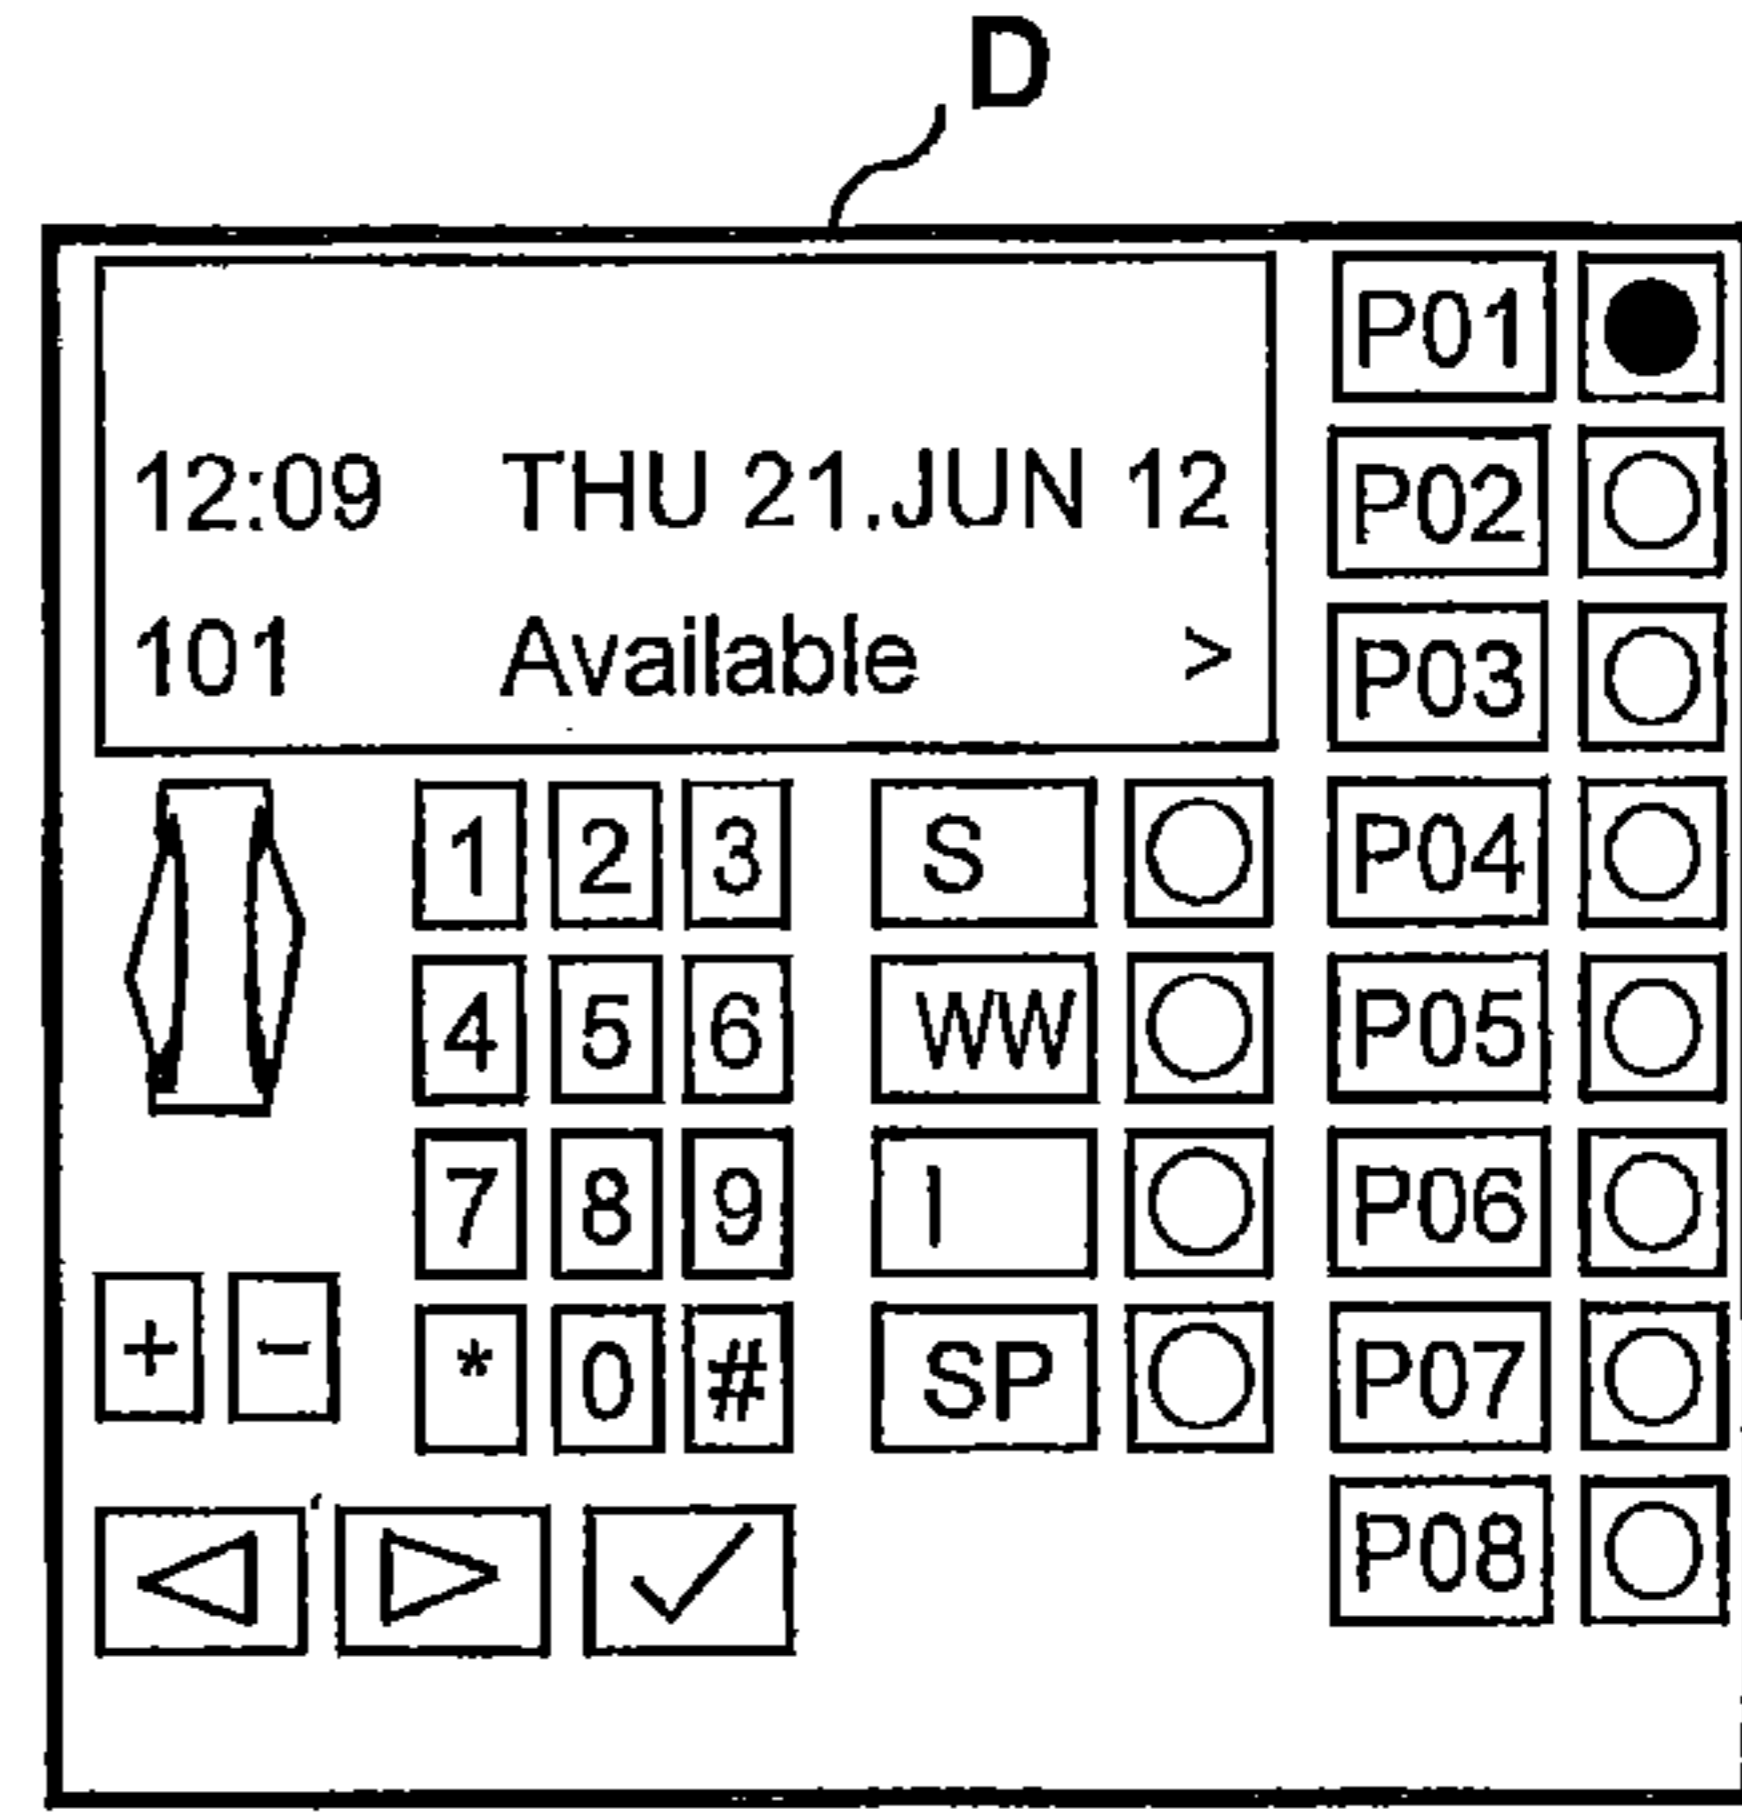 D
12:09 THU 21.JUN 12
101 Available >
P01
P02
P03
1 2 3 S P04
4 5 6 WW P05
7 8 9 I P06
+ - * 0 # SP P07
P08